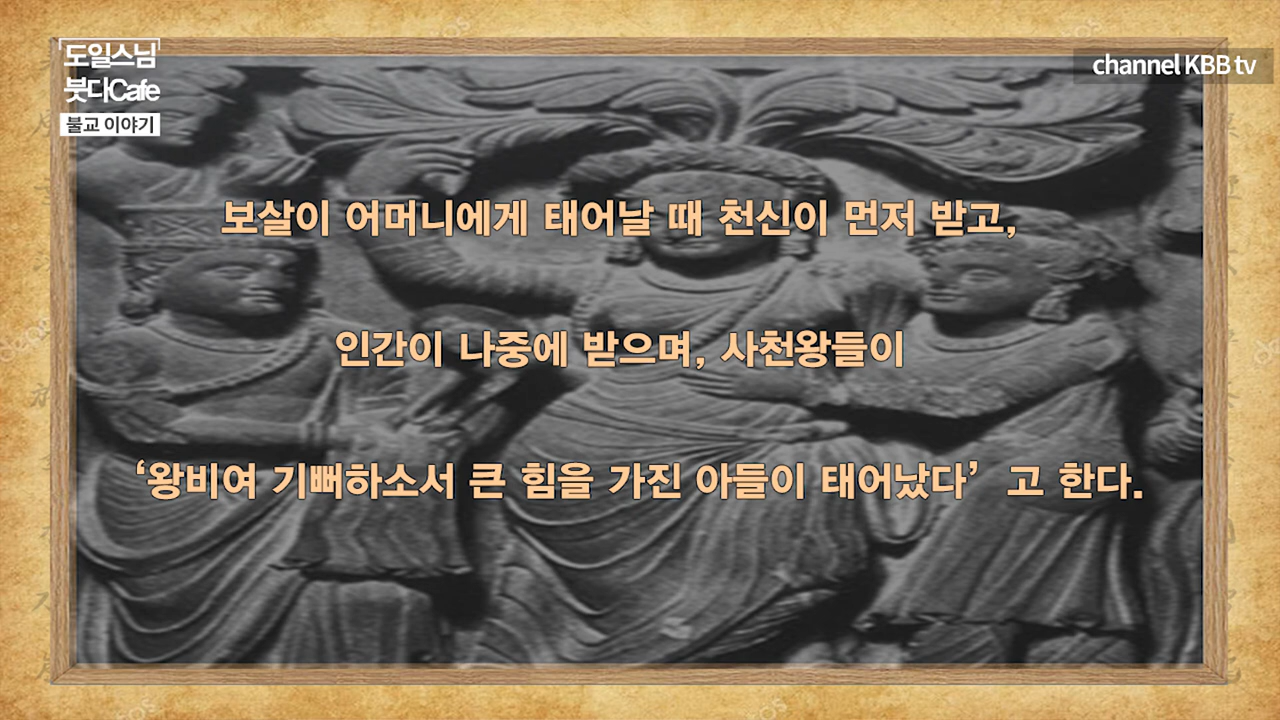 도일스님
붓다Cafe
불교 이야기
channel KBB tv
보살이 어머니에게 태어날 때 천신이 먼저 받고,
인간이 나중에 받으며, 사천왕들이
‘왕비여 기뻐하소서 큰 힘을 가진 아들이 태어났다’ 고 한다.